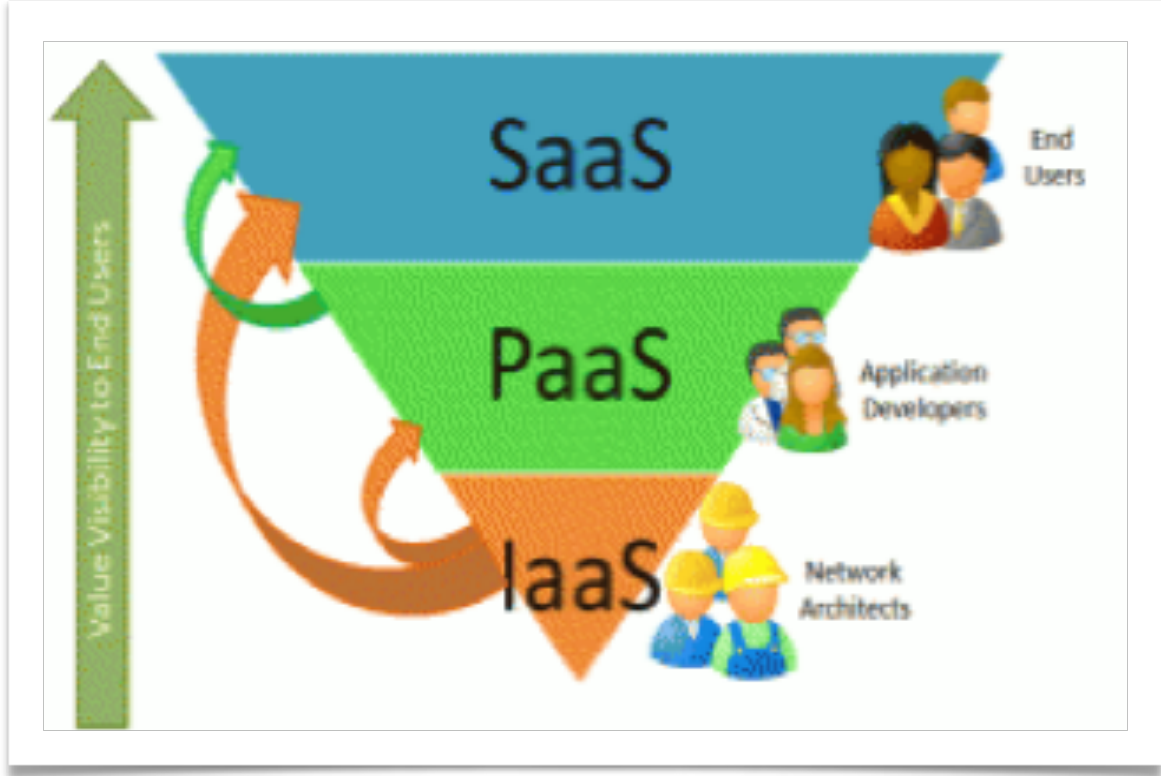 Value Visibility to End Users
SaaS
End
Users
PaaS
Application
Developers
IaaS
Network
Architects